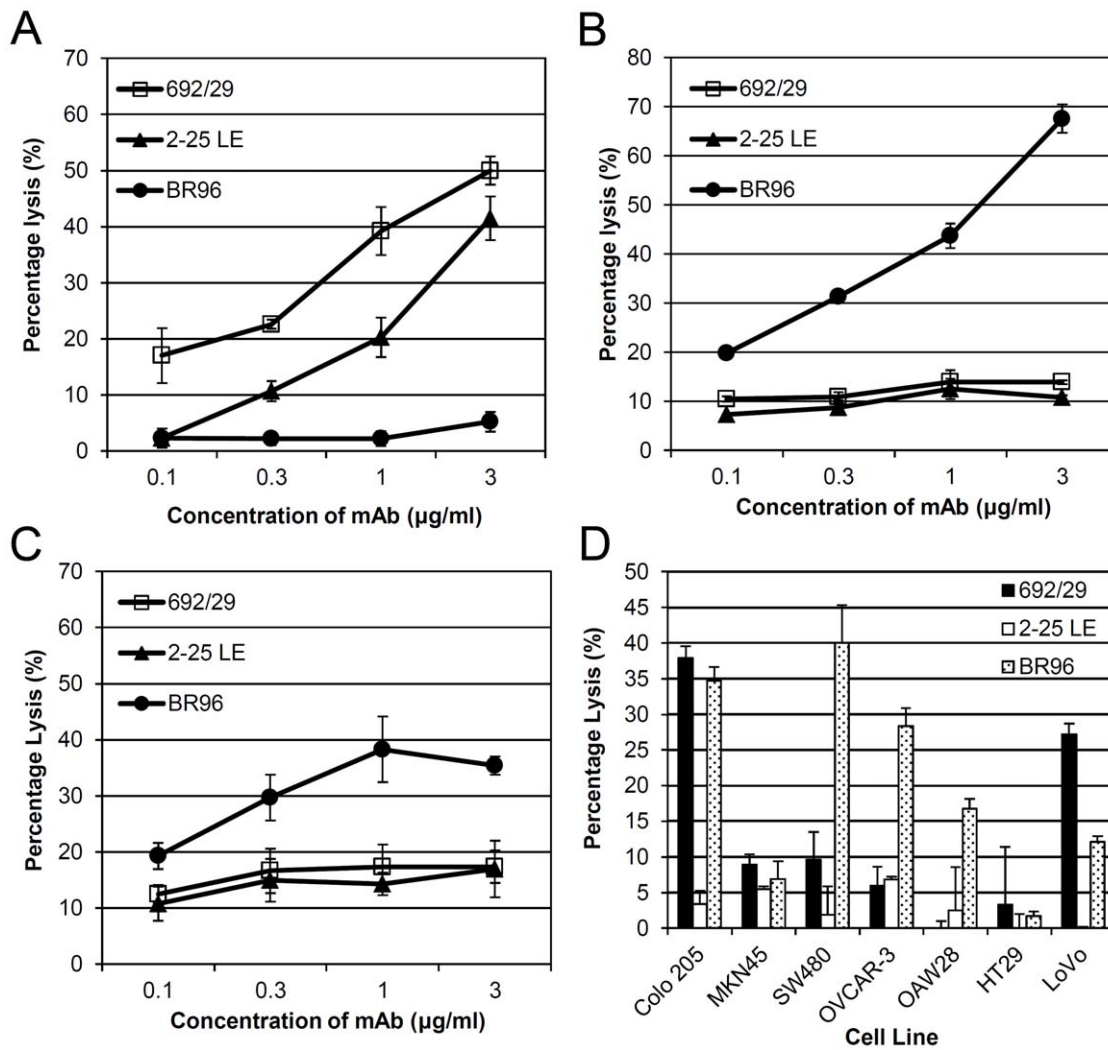 A
Percentage lysis (%)
70
60
50
40
30
20
10
0
692/29
2-25 LE
BR96
0.1 0.3 1 3
Concentration of mAb (µg/ml)
B
Percentage lysis (%)
80
70
60
50
40
30
20
10
0
692/29
2-25 LE
BR96
0.1 0.3 1 3
Concentration of mAb (µg/ml)
C
Percentage Lysis (%)
70
60
50
40
30
20
10
0
692/29
2-25 LE
BR96
0.1 0.3 1 3
Concentration of mAb (µg/ml)
D
Percentage Lysis (%)
50
45
40
35
30
25
20
15
10
5
0
692/29
2-25 LE
BR96
Colo 205 MKN45 SW480 OVCAR-3 OAW28 HT29 LoVo
Cell Line